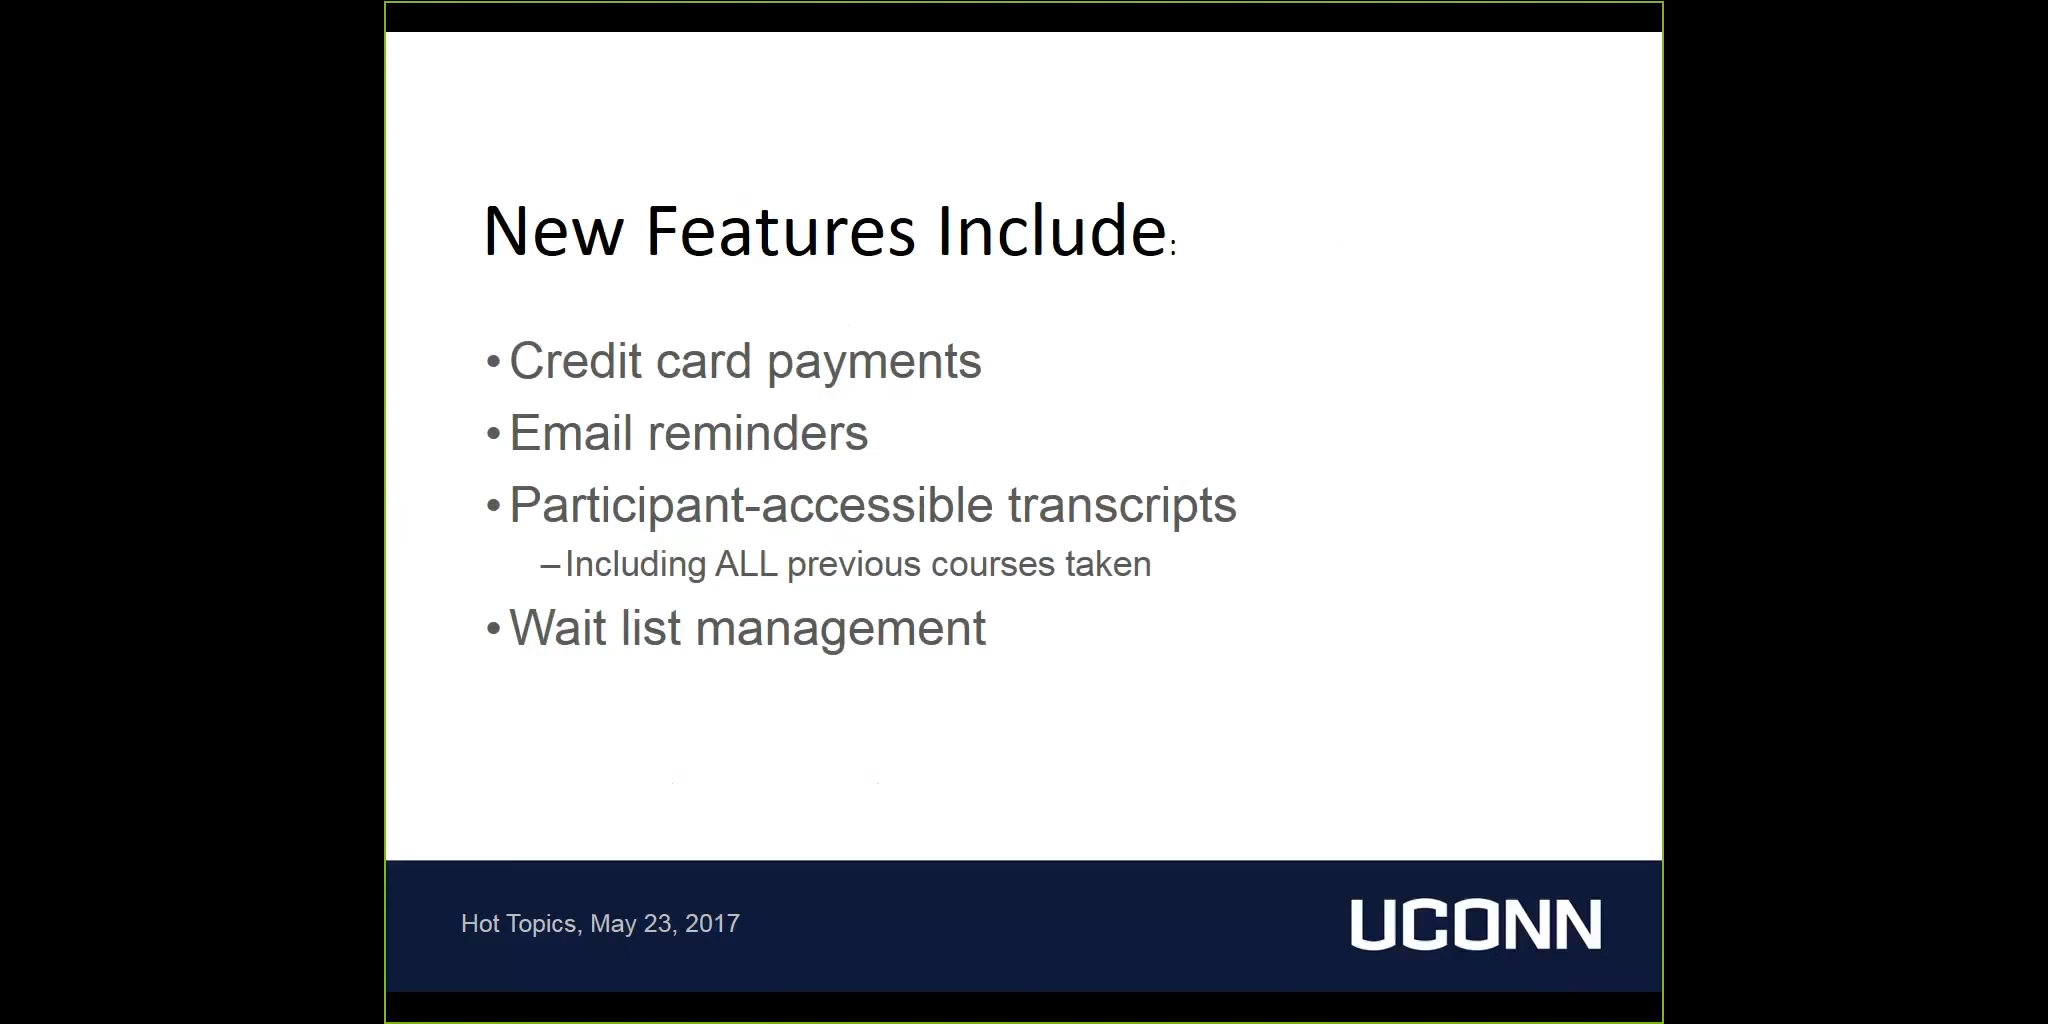 New Features Include:
•Credit card payments
•Email reminders
•Participant-accessible transcripts
–Including ALL previous courses taken
•Wait list management
Hot Topics, May 23, 2017
UCONN